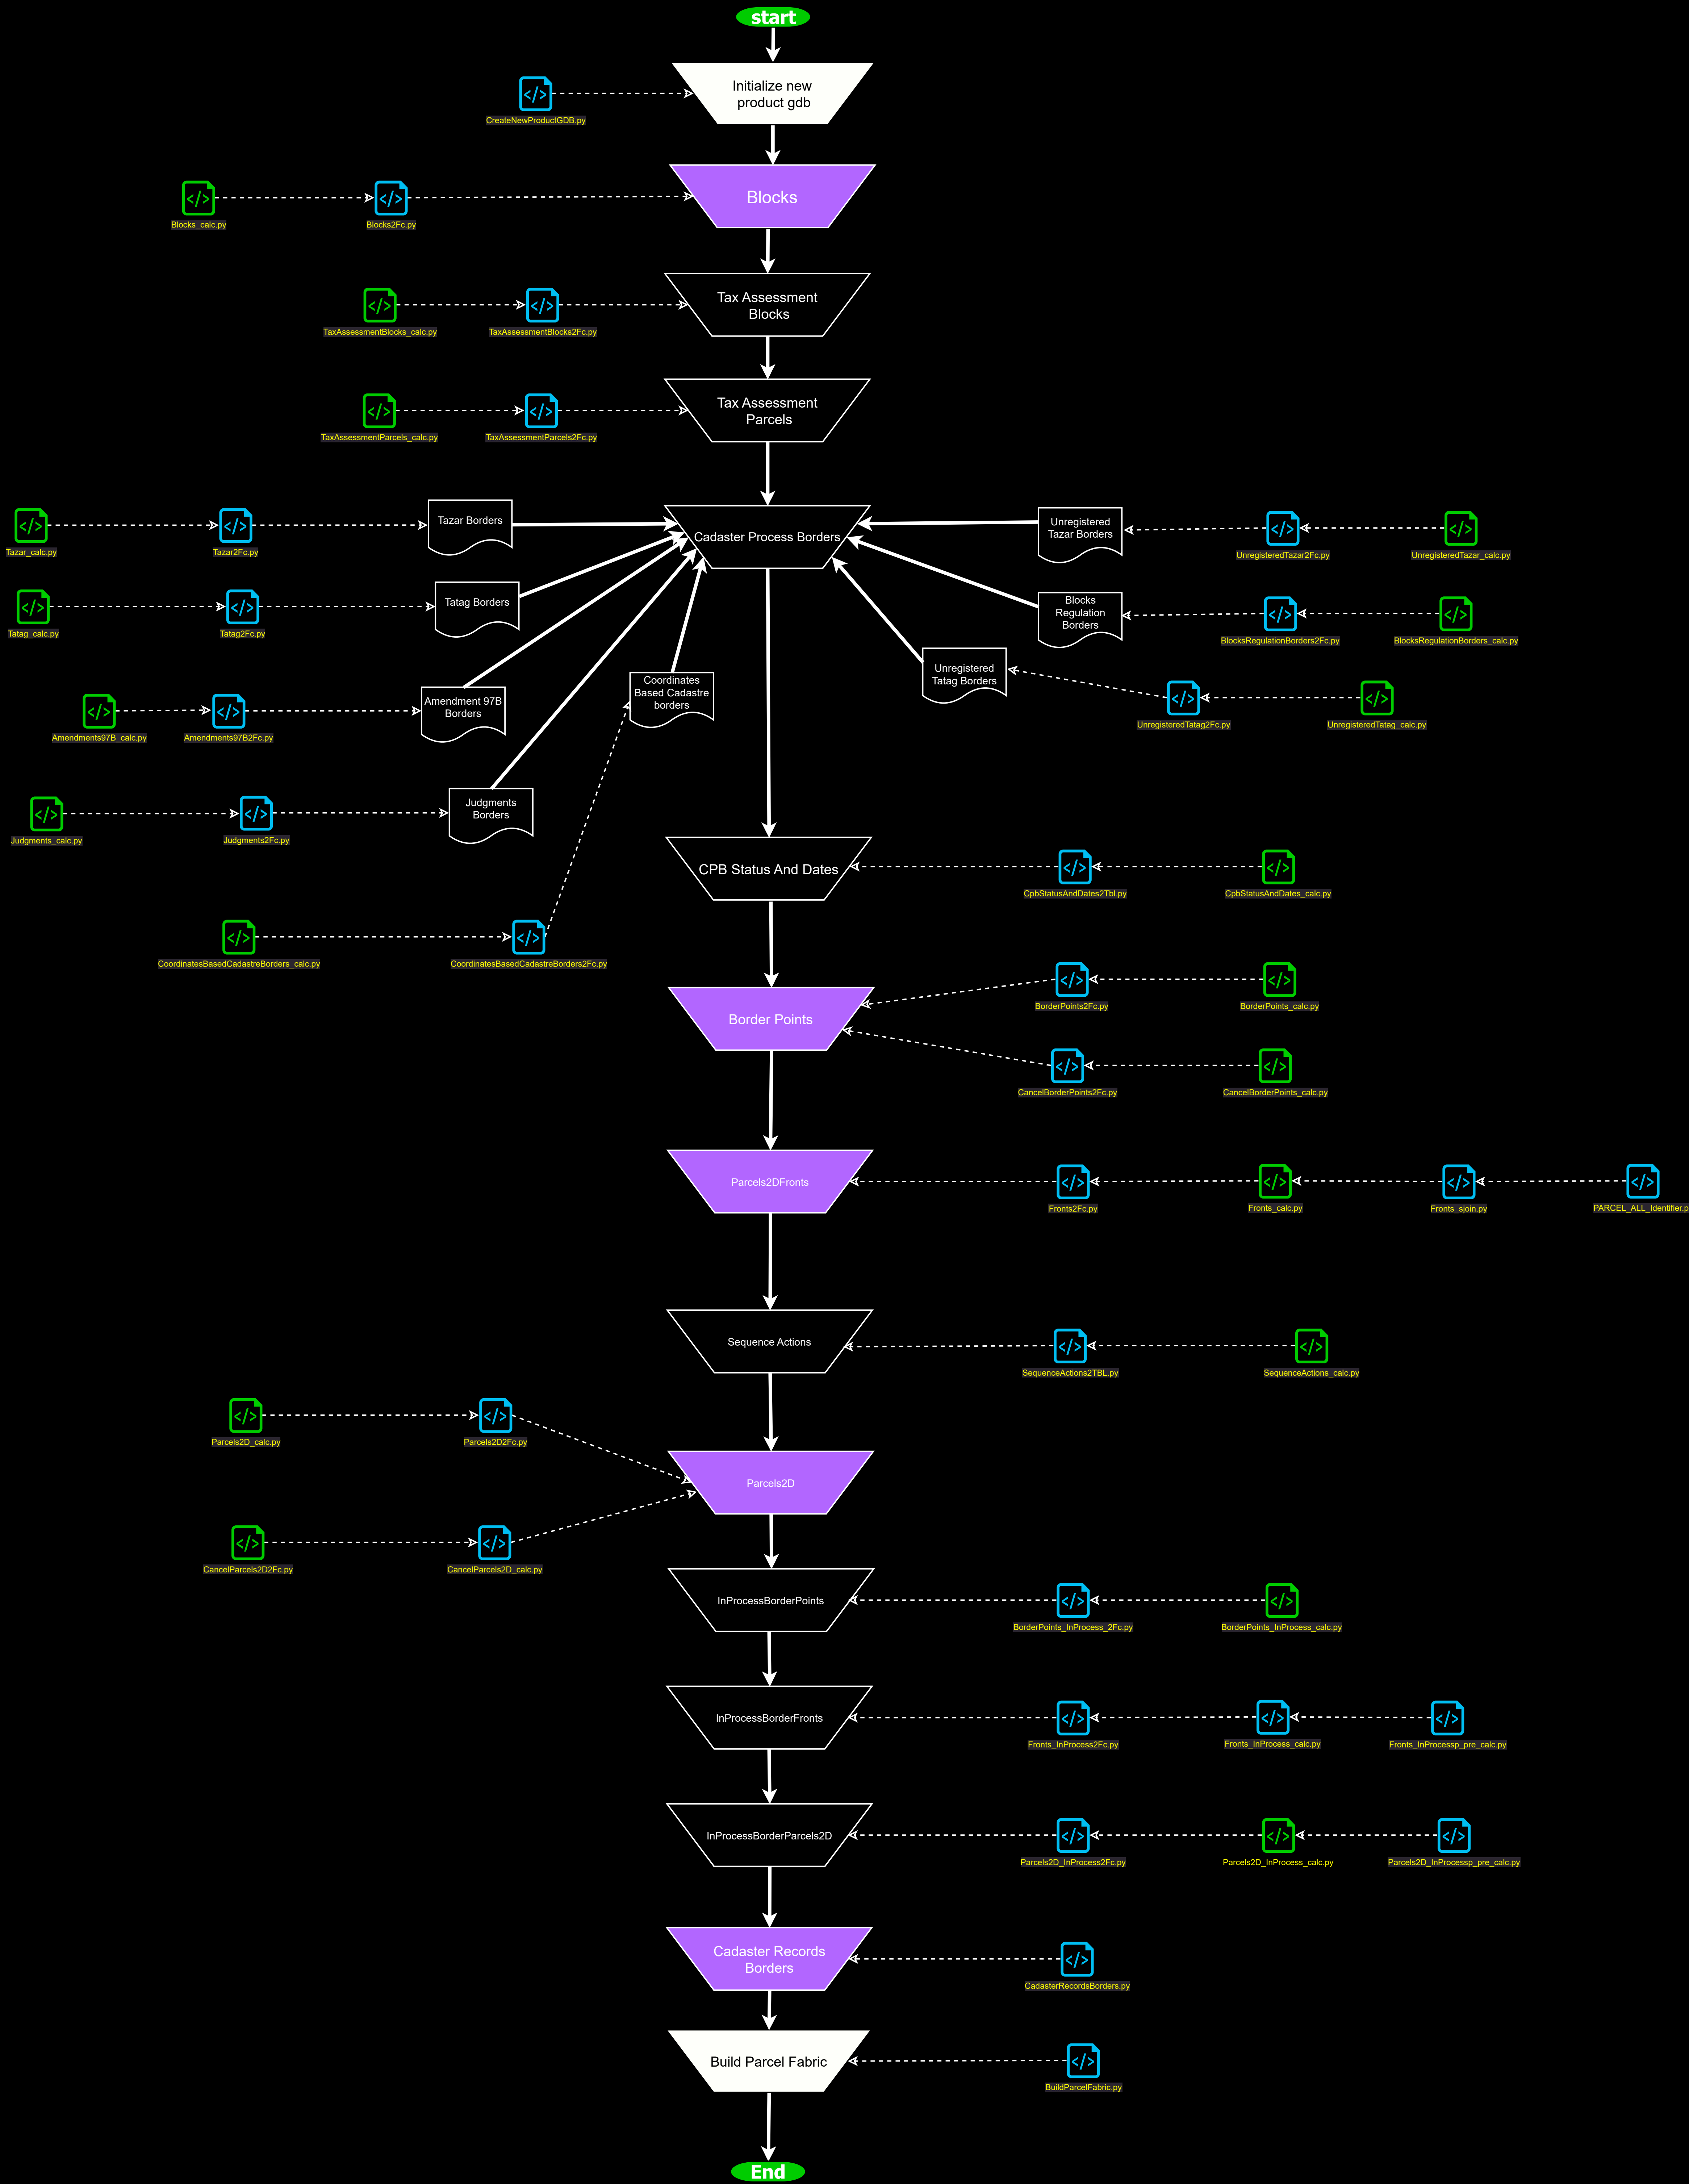 start
Initialize new
product gdb
CreateNewProductGDB.py
Blocks
Blocks_calc.py
Blocks2Fc.py
Tax Assessment
Blocks
TaxAssessmentBlocks_calc.py
TaxAssessmentBlocks2Fc.py
Tax Assessment
Parcels
TaxAssessmentParcels_calc.py
TaxAssessmentParcels2Fc.py
Cadaster Process Borders
Tazar Borders
Tazar_calc.py
Tazar2Fc.py
Unregistered
Tazar Borders
UnregisteredTazar2Fc.py
UnregisteredTazar_calc.py
Tatag Borders
Tatag_calc.py
Tatag2Fc.py
Blocks
Regulation
Borders
BlocksRegulationBorders2Fc.py
BlocksRegulationBorders_calc.py
Amendment 97B
Borders
Amendments97B_calc.py
Amendments97B2Fc.py
Coordinates
Based Cadastre
borders
Unregistered
Tatag Borders
UnregisteredTatag2Fc.py
UnregisteredTatag_calc.py
Judgments
Borders
Judgments_calc.py
Judgments2Fc.py
CPB Status And Dates
CpbStatusAndDates2Tbl.py
CpbStatusAndDates_calc.py
CoordinatesBasedCadastreBorders_calc.py
CoordinatesBasedCadastreBorders2Fc.py
Border Points
BorderPoints2Fc.py
BorderPoints_calc.py
CancelBorderPoints2Fc.py
CancelBorderPoints_calc.py
Parcels2DFronts
Fronts2Fc.py
Fronts_calc.py
Fronts_sjoin.py
PARCEL_ALL_Identifier.p
Sequence Actions
SequenceActions2TBL.py
SequenceActions_calc.py
Parcels2D_calc.py
Parcels2D2Fc.py
Parcels2D
CancelParcels2D2Fc.py
CancelParcels2D_calc.py
InProcessBorderPoints
BorderPoints_InProcess_2Fc.py
BorderPoints_InProcess_calc.py
InProcessBorderFronts
Fronts_InProcess2Fc.py
Fronts_InProcess_calc.py
Fronts_InProcessp_pre_calc.py
InProcessBorderParcels2D
Parcels2D_InProcess2Fc.py
Parcels2D_InProcess_calc.py
Parcels2D_InProcessp_pre_calc.py
Cadaster Records
Borders
CadasterRecordsBorders.py
Build Parcel Fabric
BuildParcelFabric.py
End